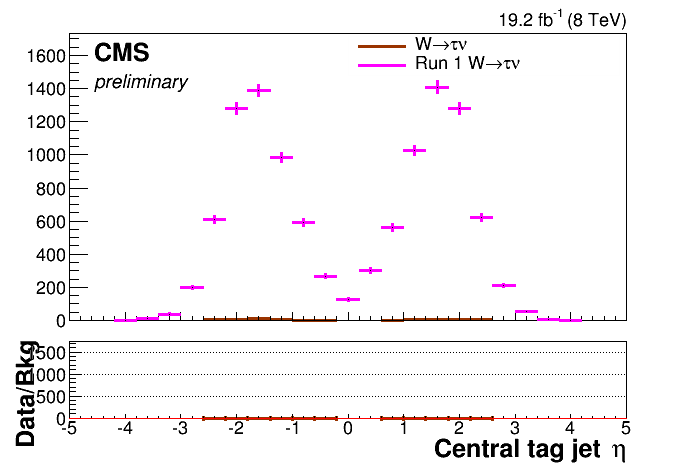 19.2 fb⁻¹ (8 TeV)
CMS
preliminary
W→τν
Run 1 W→τν
1600
1400
1200
1000
800
600
400
200
0
Data/Bkg
1500
1000
500
0
-5 -4 -3 -2 -1 0 1 2 3 4 5
Central tag jet η